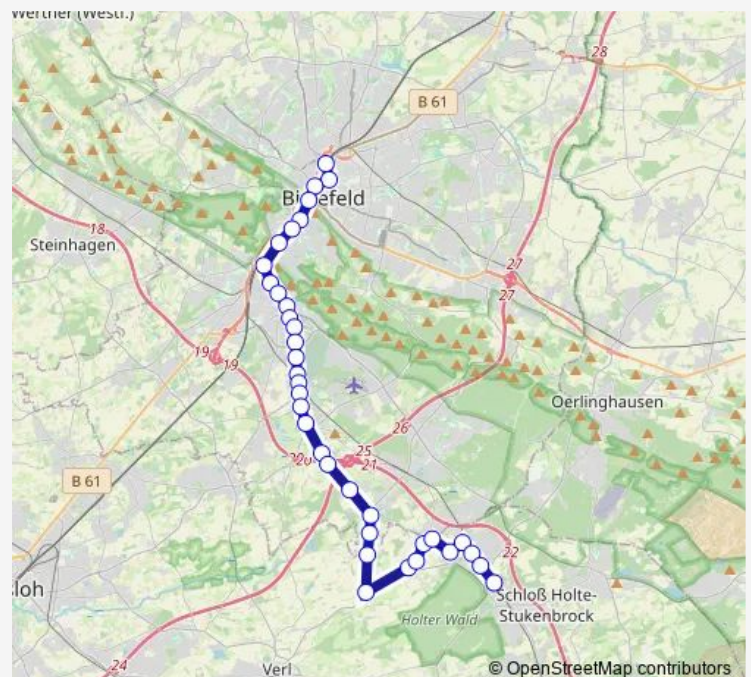 Werther (Westf.)
28
B 61
Bielefeld
18
Steinhagen
27
27
19
19
Oerlinghausen
26
25
20
21
B 61
22
sloh
Schloß Holte-
Stukenbrock
Holter Wald
24
Verl
© OpenStreetMap contributors